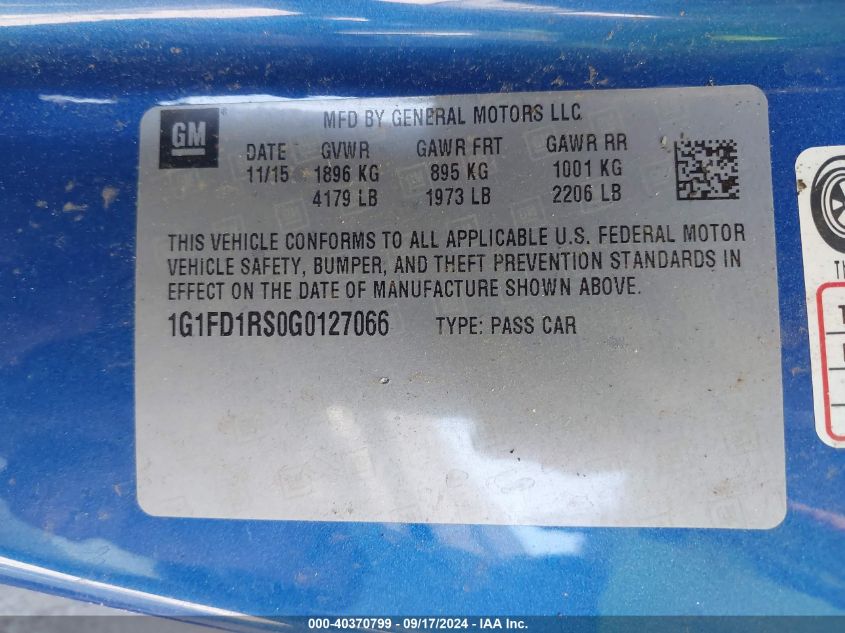 GM
MFD BY GENERAL MOTORS LLC
DATE GVWR GAWR FRT GAWR RR
11/15 1896 KG 895 KG 1001 KG
4179 LB 1973 LB 2206 LB
THIS VEHICLE CONFORMS TO ALL APPLICABLE U.S. FEDERAL MOTOR
VEHICLE SAFETY, BUMPER, AND THEFT PREVENTION STANDARDS IN
EFFECT ON THE DATE OF MANUFACTURE SHOWN ABOVE.
1G1FD1RS0G0127066 TYPE: PASS CAR
000-40370799 - 09/17/2024 - IAA Inc.